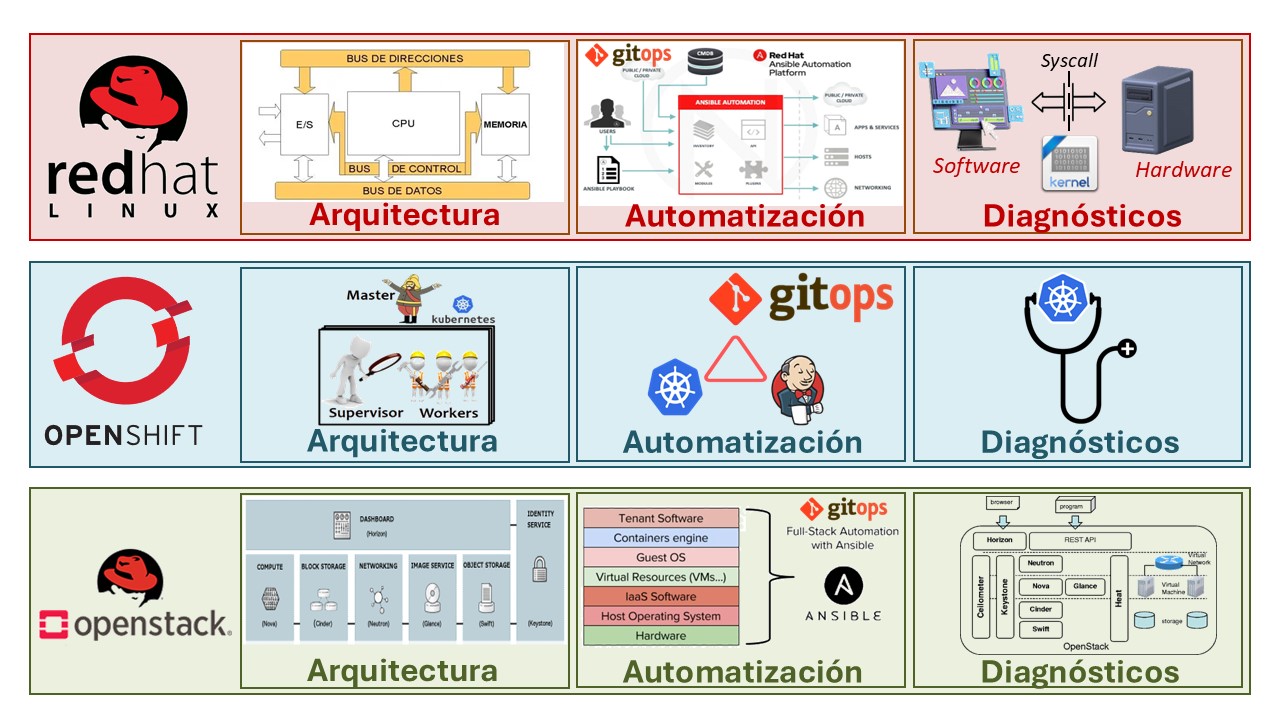 redhat
LINUX
BUS DE DIRECCIONES
E/S
CPU
MEMORIA
BUS DE CONTROL
BUS DE DATOS
Arquitectura
gitops
PUBLIC / PRIVATE
CLOUD
CMDB
Red Hat
Ansible Automation
Platform
USERS
ANSIBLE PLAYBOOK
ANSIBLE AUTOMATION
INVENTORY
API
MODULES
PLUGINS
PUBLIC / PRIVATE
CLOUD
APPS & SERVICES
HOSTS
NETWORKING
Automatización
Syscall
Software
kernel
Hardware
Diagnósticos
OPENSHIFT
Master
kubernetes
Supervisor
Workers
Arquitectura
gitops
Automatización
Diagnósticos
openstack.
DASHBOARD
(Horizon)
IDENTITY
SERVICE
COMPUTE
BLOCK STORAGE
NETWORKING
IMAGE SERVICE
OBJECT STORAGE
(Nova)
(Cinder)
(Neutron)
(Glance)
(Swift)
(Keystone)
Arquitectura
Tenant Software
Containers engine
Guest OS
Virtual Resources (VMs...)
IaaS Software
Host Operating System
Hardware
gitops
Full-Stack Automation
with Ansible
A
ANSIBLE
Automatización
browser
program
Horizon
REST API
Ceilometer
Keystone
Neutron
Nova
Glance
Cinder
Swift
Heat
Virtual
Network
Virtual
Machine
storage
OpenStack
Diagnósticos